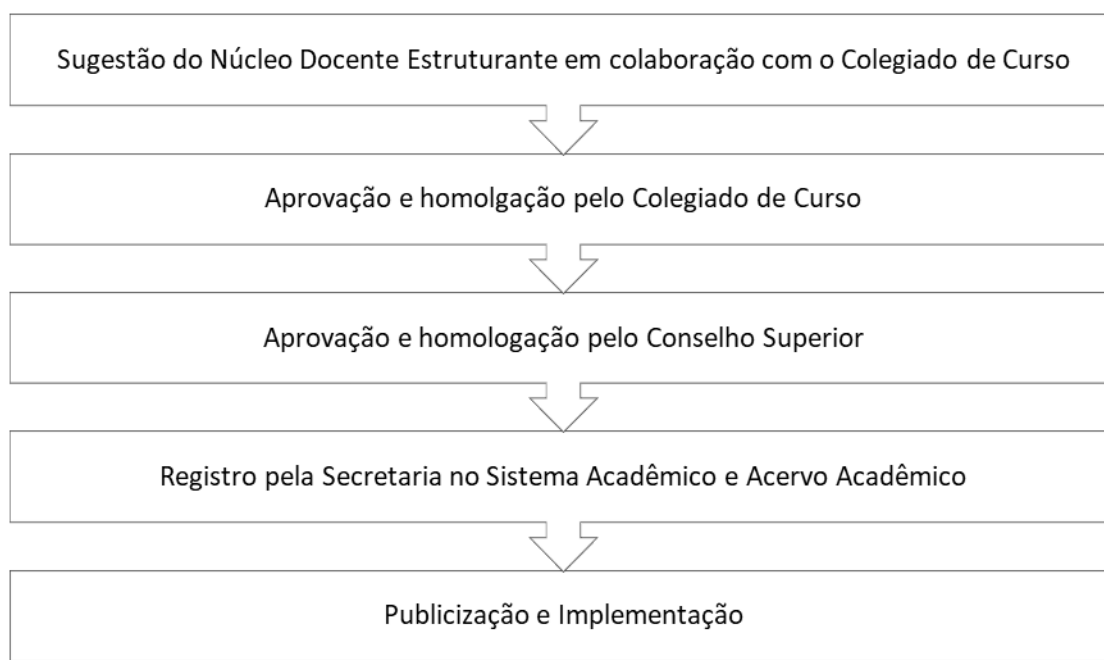 Sugestão do Núcleo Docente Estruturante em colaboração com o Colegiado de Curso
Aprovação e homolgação pelo Colegiado de Curso
Aprovação e homologação pelo Conselho Superior
Registro pela Secretaria no Sistema Acadêmico e Acervo Acadêmico
Publicização e Implementação